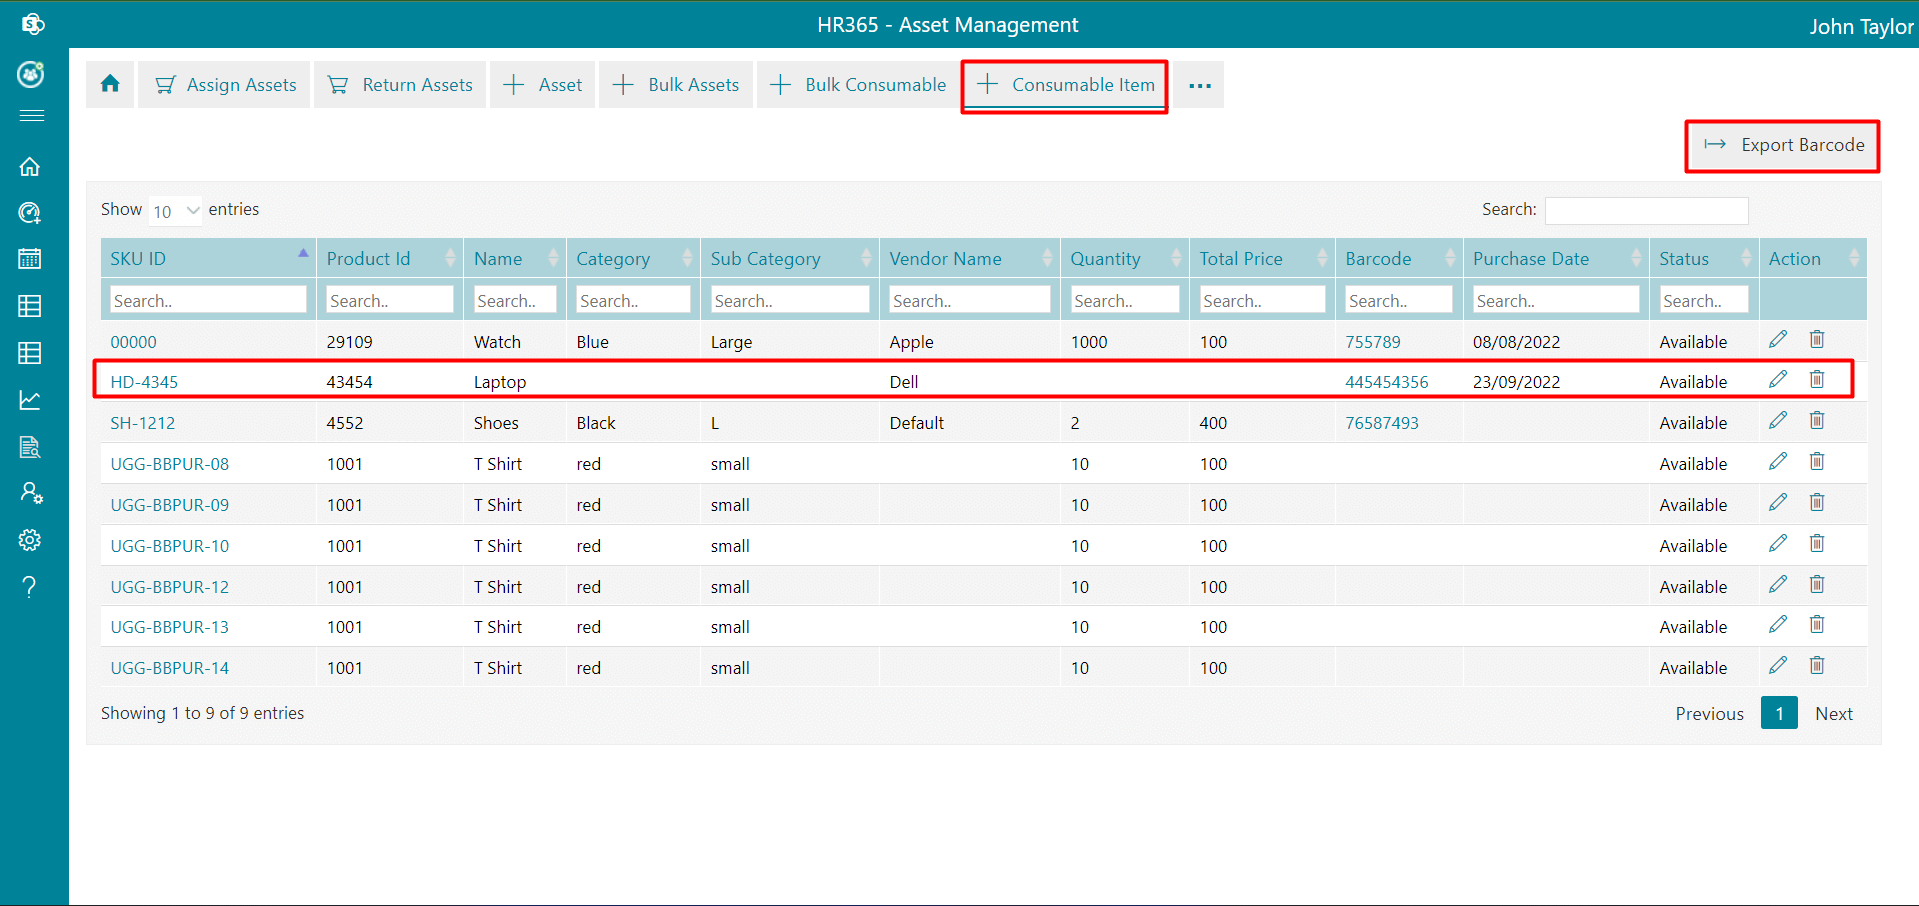 HR365 - Asset Management
John Taylor
Assign Assets Return Assets Asset Bulk Assets Bulk Consumable Consumable Item ...
Export Barcode
Show 10 entries Search:
SKU ID Product Id Name Category Sub Category Vendor Name Quantity Total Price Barcode Purchase Date Status Action
Search.. Search.. Search.. Search.. Search.. Search.. Search.. Search.. Search.. Search.. Search..
00000 29109 Watch Blue Large Apple 1000 100 755789 08/08/2022 Available
HD-4345 43454 Laptop Dell 445454356 23/09/2022 Available
SH-1212 4552 Shoes Black L Default 2 400 76587493 Available
UGG-BBPUR-08 1001 T Shirt red small 10 100 Available
UGG-BBPUR-09 1001 T Shirt red small 10 100 Available
UGG-BBPUR-10 1001 T Shirt red small 10 100 Available
UGG-BBPUR-12 1001 T Shirt red small 10 100 Available
UGG-BBPUR-13 1001 T Shirt red small 10 100 Available
UGG-BBPUR-14 1001 T Shirt red small 10 100 Available
Showing 1 to 9 of 9 entries Previous 1 Next